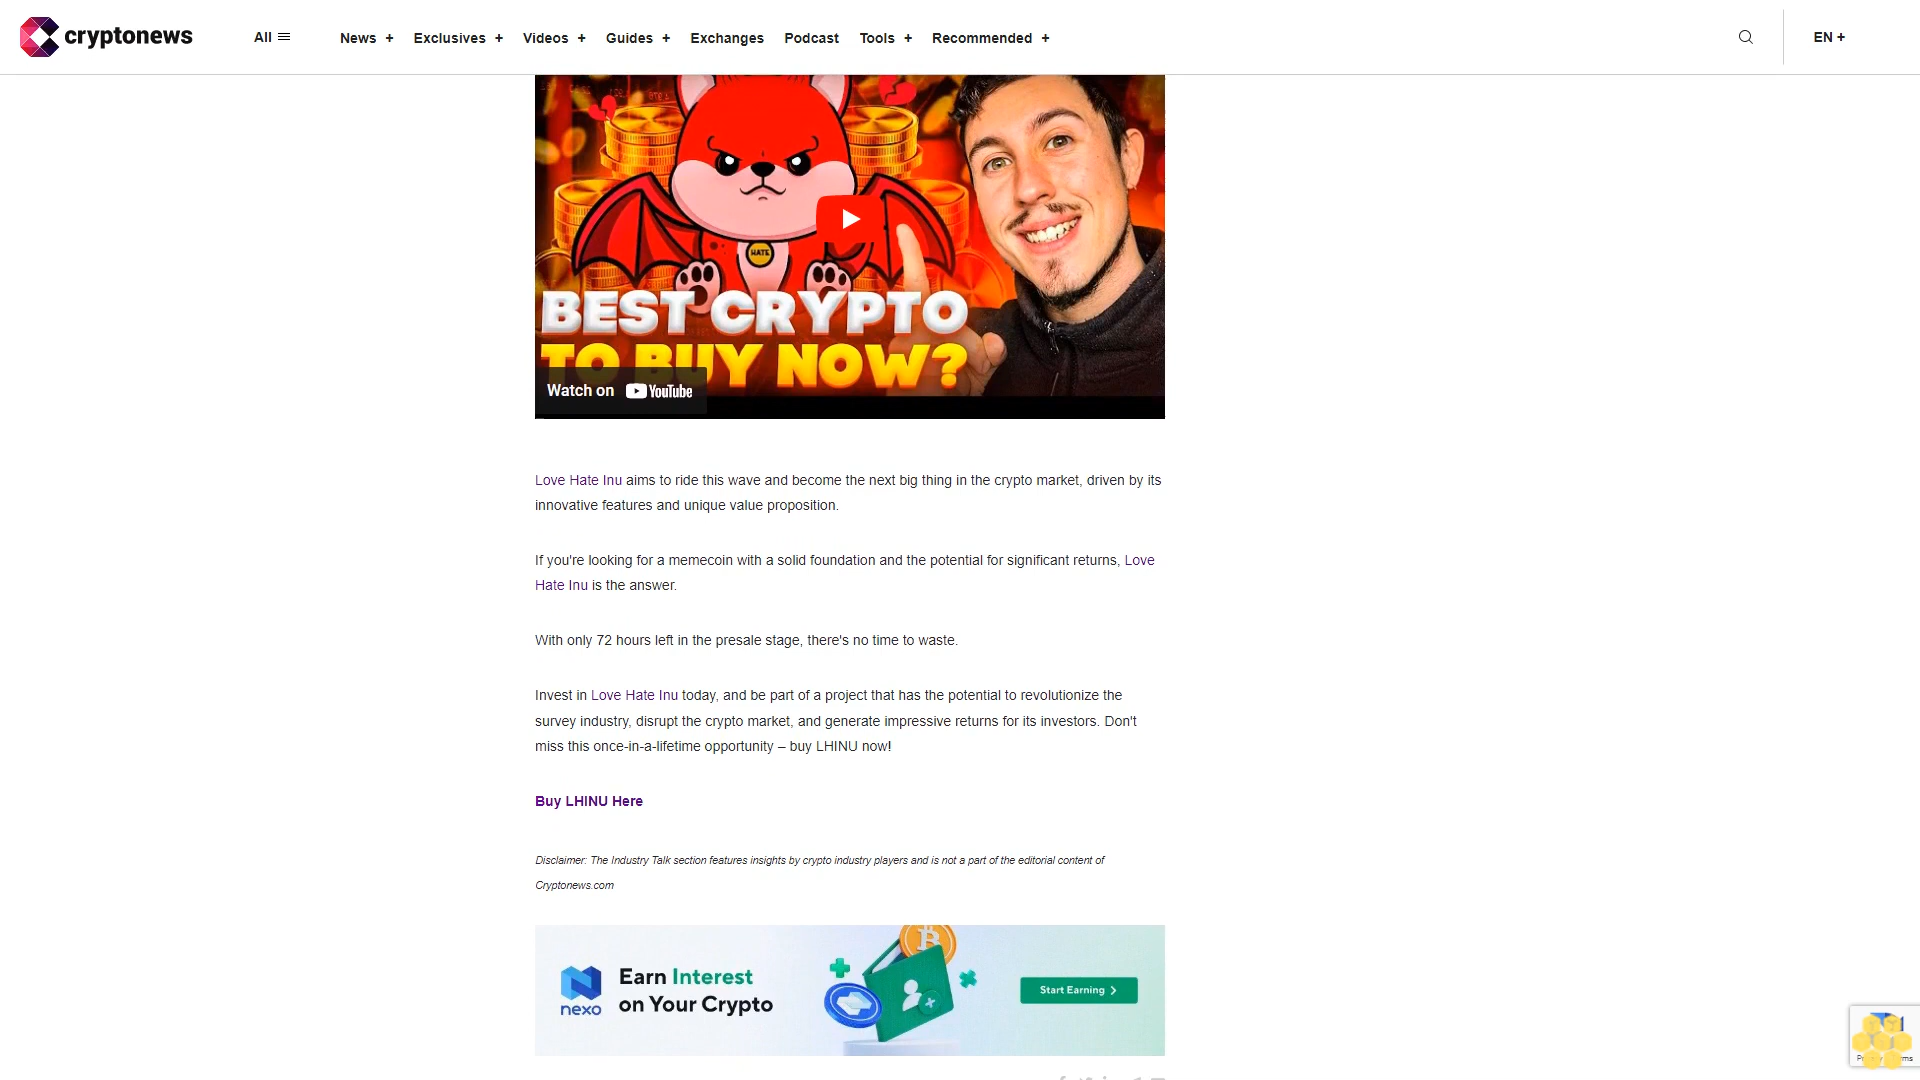 cryptonews
All
News +
Exclusives +
Videos +
Guides +
Exchanges
Podcast
Tools +
Recommended +
EN +
HATE
BEST CRYPTO
TO BUY NOW?
Watch on YouTube
Love Hate Inu aims to ride this wave and become the next big thing in the crypto market, driven by its
innovative features and unique value proposition.
If you're looking for a memecoin with a solid foundation and the potential for significant returns, Love
Hate Inu is the answer.
With only 72 hours left in the presale stage, there's no time to waste.
Invest in Love Hate Inu today, and be part of a project that has the potential to revolutionize the
survey industry, disrupt the crypto market, and generate impressive returns for its investors. Don't
miss this once-in-a-lifetime opportunity – buy LHINU now!
Buy LHINU Here
Disclaimer: The Industry Talk section features insights by crypto industry players and is not a part of the editorial content of
Cryptonews.com
nexo
Earn Interest
on Your Crypto
Start Earning